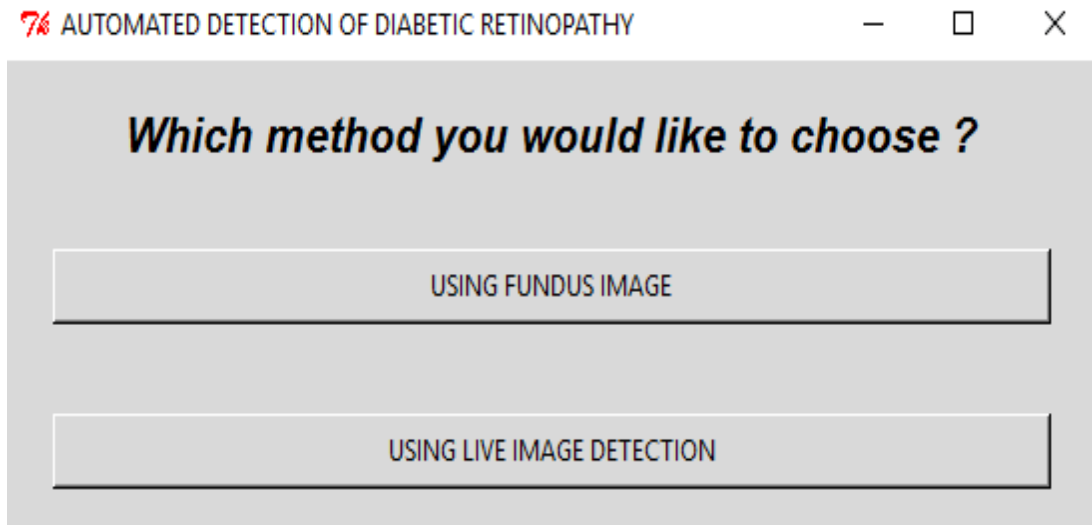 AUTOMATED DETECTION OF DIABETIC RETINOPATHY
Which method you would like to choose ?
USING FUNDUS IMAGE
USING LIVE IMAGE DETECTION